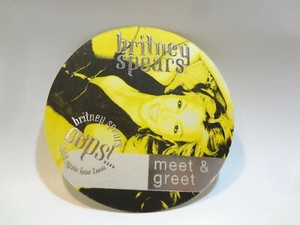 britney
spears
britney spears
oops!...
meet &
greet